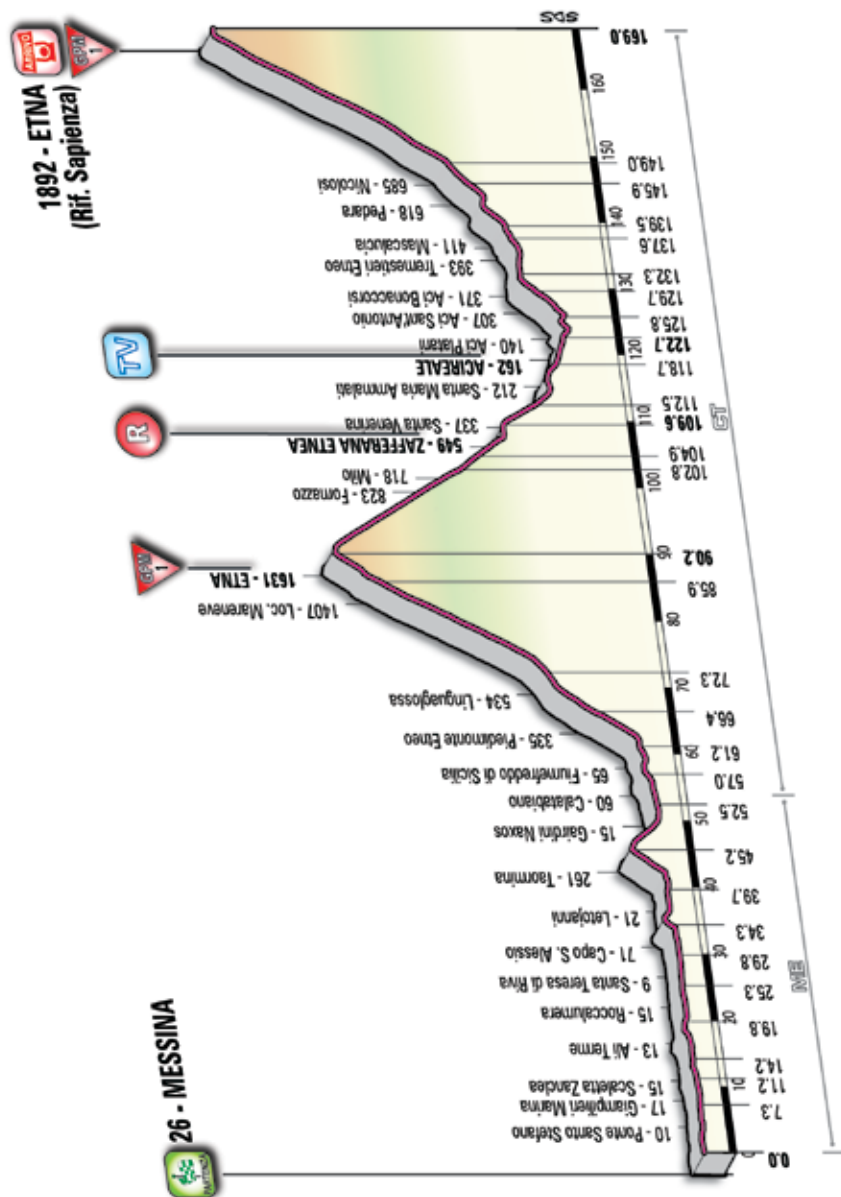 PARTENZA
26 - MESSINA
10 - Ponte Santo Stefano
17 - Giampilieri Marina
15 - Scaletta Zanclea
13 - Alì Terme
15 - Roccalumera
9 - Santa Teresa di Riva
71 - Capo S. Alessio
21 - Letojanni
261 - Taormina
15 - Gairdini Naxos
60 - Calatabiano
65 - Fiumefreddo di Sicilia
335 - Piedimonte Etneo
534 - Linguaglossa
1407 - Loc. Mareneve
1631 - ETNA
GPM
1
823 - Fornazzo
718 - Milo
549 - ZAFFERANA ETNEA
R
337 - Santa Venerina
212 - Santa Maria Ammalati
162 - ACIREALE
TV
140 - Aci Platani
307 - Aci Sant'Antonio
371 - Aci Bonaccorsi
393 - Tremestieri Etneo
411 - Mascalucia
618 - Pedara
685 - Nicolosi
1892 - ETNA
(Rif. Sapienza)
GPM
1
ARRIVO
SDS
0
10
20
30
40
50
60
70
80
90
100
110
120
130
140
150
160
0.0
7.3
11.2
14.2
19.8
25.3
29.8
34.3
39.7
45.2
52.5
57.0
61.2
66.4
72.3
85.9
90.2
102.8
104.9
109.6
112.5
118.7
122.7
125.8
129.7
132.3
137.6
139.5
145.9
149.0
169.0
ME
CT